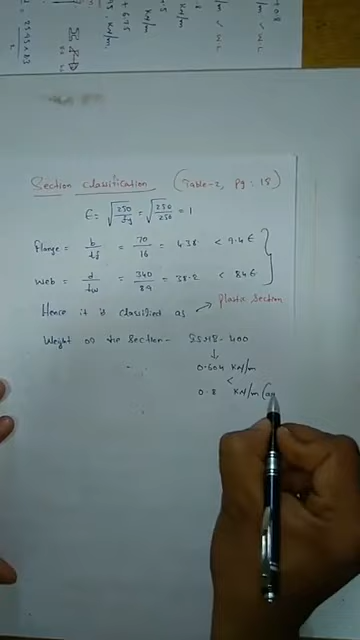 Section classification (Table-2, Pg: 18)
ϵ = √250/fy = √250/250 = 1
Flange = b/tf = 70/16 = 4.38 < 9.4ϵ
Web = d/tw = 340/8.9 = 38.2 < 84ϵ
Hence it is classified as → Plastic Section
Weight of the Section - 400
↓
0.604 KN/m
<
0.8 KN/m (